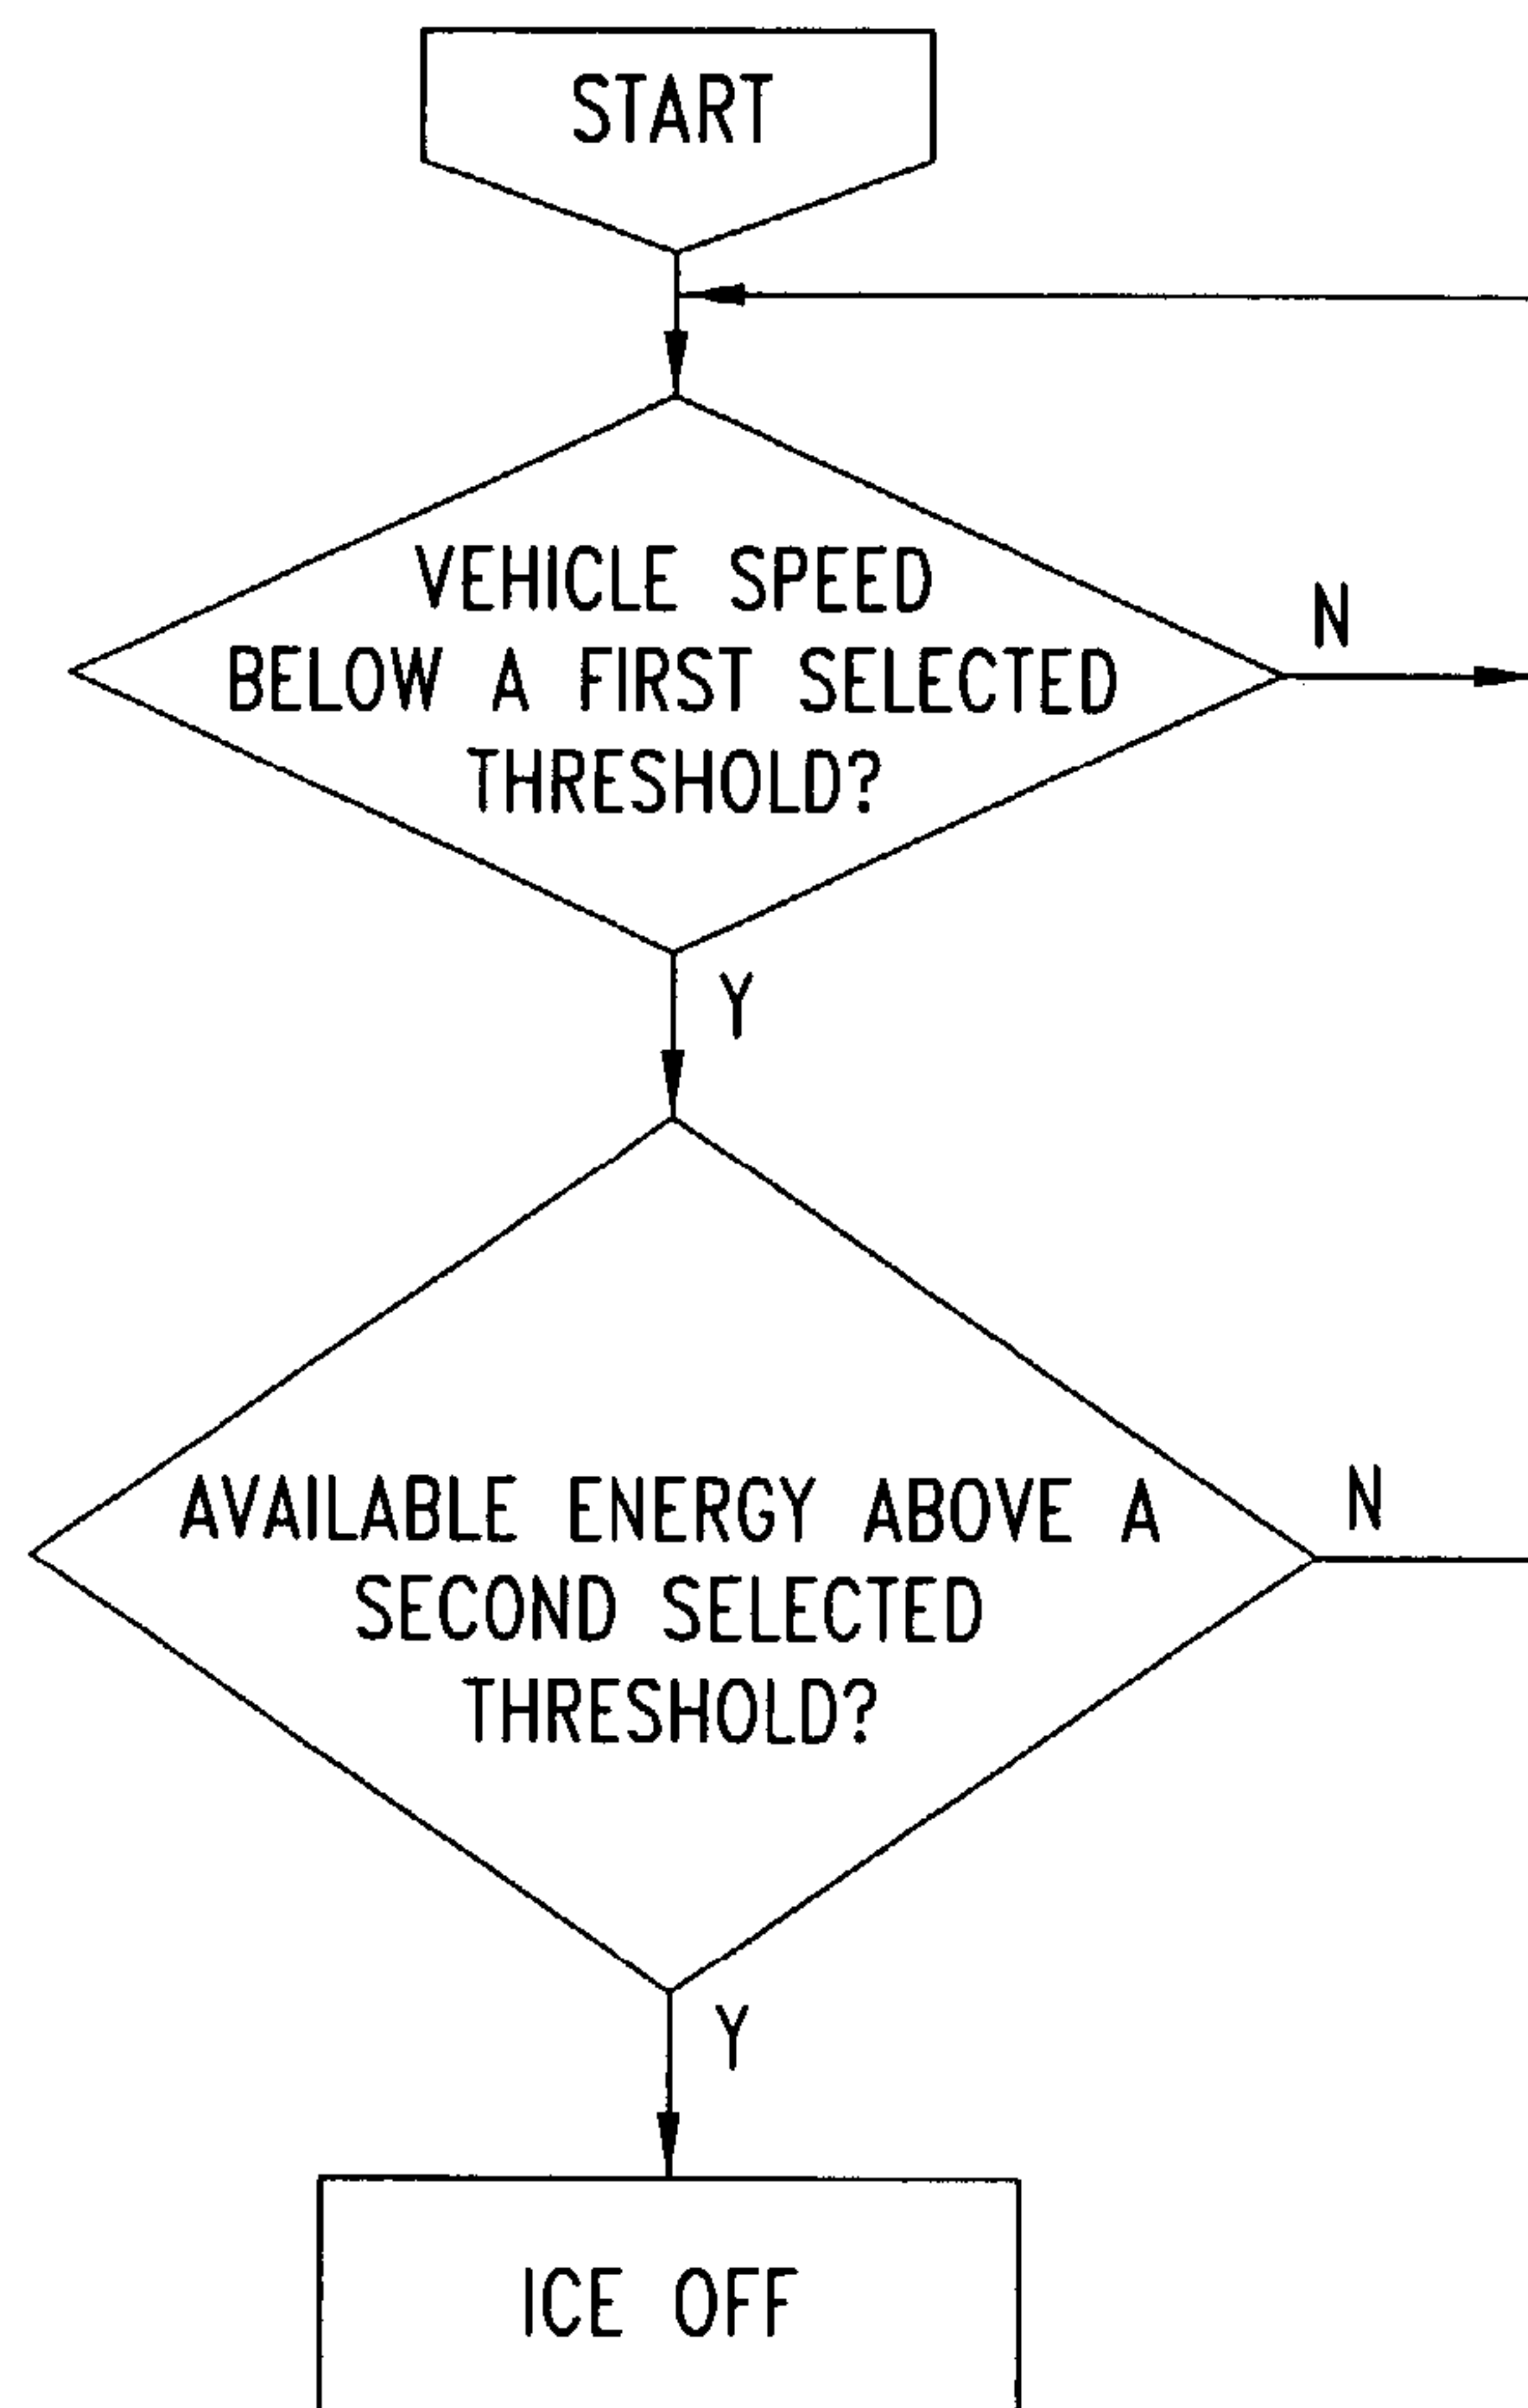 START
VEHICLE SPEED
BELOW A FIRST SELECTED
THRESHOLD?
N
Y
AVAILABLE ENERGY ABOVE A
SECOND SELECTED
THRESHOLD?
N
Y
ICE OFF